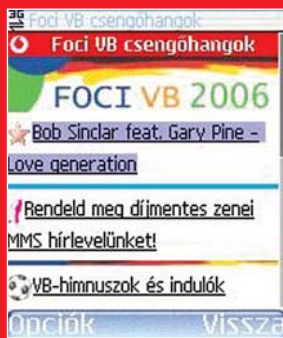 3G Foci VB csengőhangok
Foci VB csengőhangok
FOCI VB 2006
Bob Sinclar feat. Gary Pine -
Love generation
Rendeld meg díjmentes zenei
MMS hírlevelünket!
VB-himnuszok és indulók
Opciók Vissza